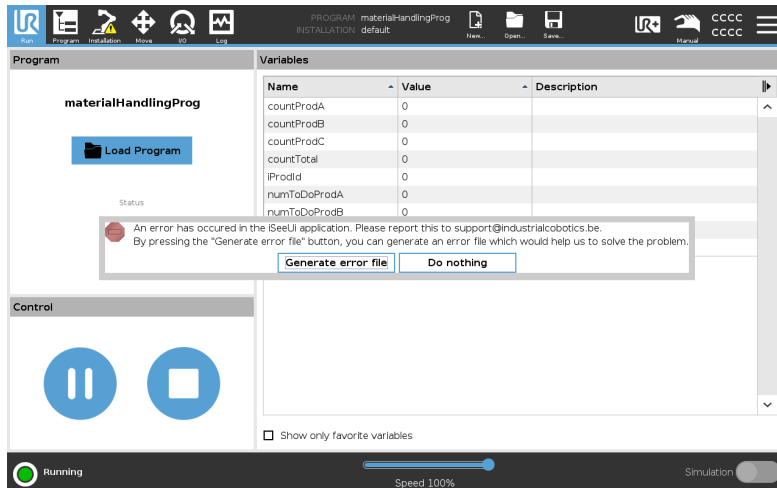 UR
Run
Program
Installation
Move
I/O
Log
PROGRAM materialHandlingProg
INSTALLATION default
New...
Open...
Save...
UR+
Manual
CCCC
CCCC
Program
Variables
materialHandlingProg
Load Program
Status
Name Value Description
countProdA 0
countProdB 0
countProdC 0
countTotal 0
iProdId 0
numToDoProdA 0
numToDoProdB 0
An error has occured in the iSeeUi application. Please report this to support@industrialcobotics.be.
By pressing the "Generate error file" button, you can generate an error file which would help us to solve the problem.
Generate error file Do nothing
Control
Show only favorite variables
Running
Speed 100%
Simulation